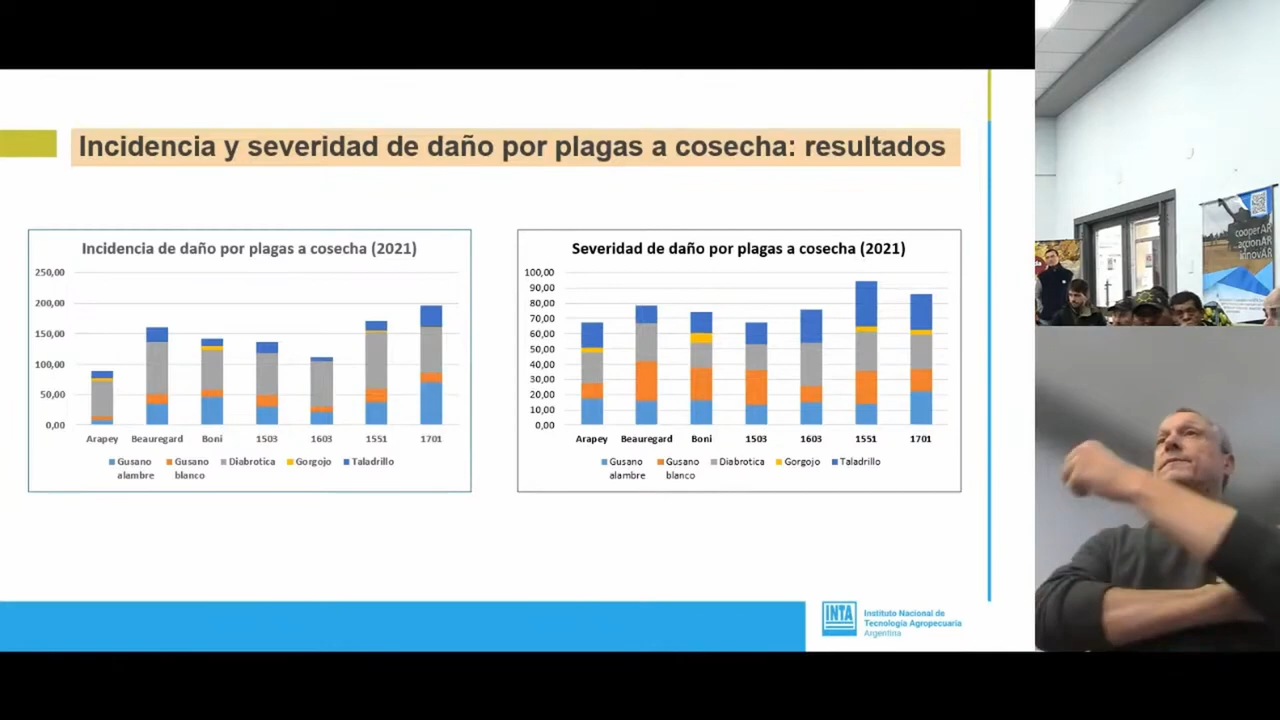 Incidencia y severidad de daño por plagas a cosecha: resultados
Incidencia de daño por plagas a cosecha (2021)
250,00
200,00
150,00
100,00
50,00
0,00
Arapey Beauregard Boni 1503 1603 1551 1701
Gusano alambre
Gusano blanco
Diabrotica
Gorgojo
Taladrillo
Severidad de daño por plagas a cosecha (2021)
100,00
90,00
80,00
70,00
60,00
50,00
40,00
30,00
20,00
10,00
0,00
Arapey Beauregard Boni 1503 1603 1551 1701
Gusano alambre
Gusano blanco
Diabrotica
Gorgojo
Taladrillo
INTA
Instituto Nacional de
Tecnología Agropecuaria
Argentina
cooperAR
accionAR
innovAR